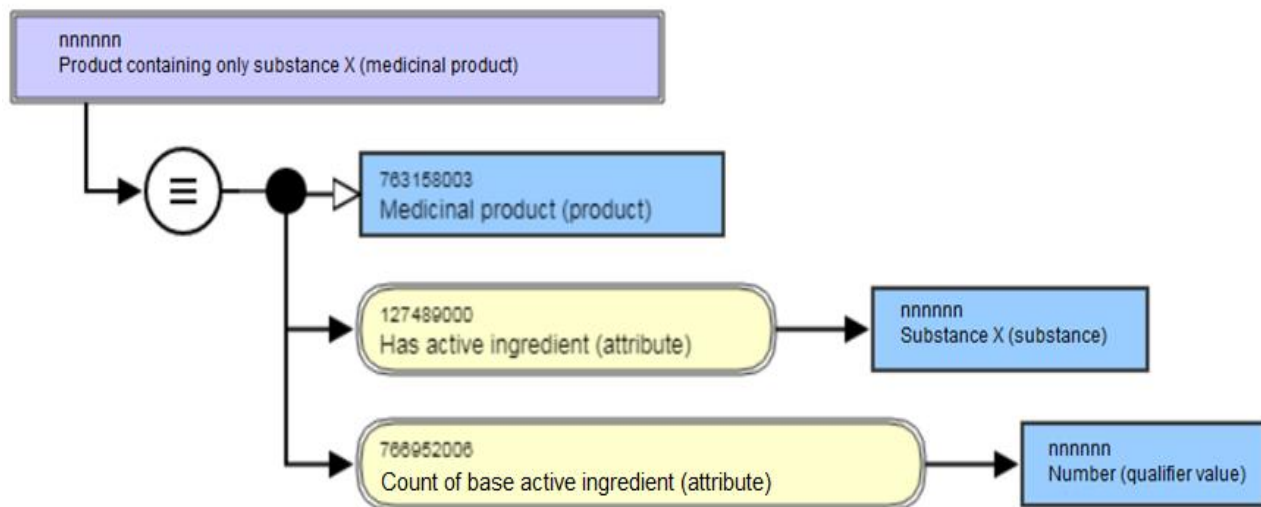 nnnnnn
Product containing only substance X (medicinal product)
763158003
Medicinal product (product)
127489000
Has active ingredient (attribute)
nnnnnn
Substance X (substance)
766952006
Count of base active ingredient (attribute)
nnnnnn
Number (qualifier value)